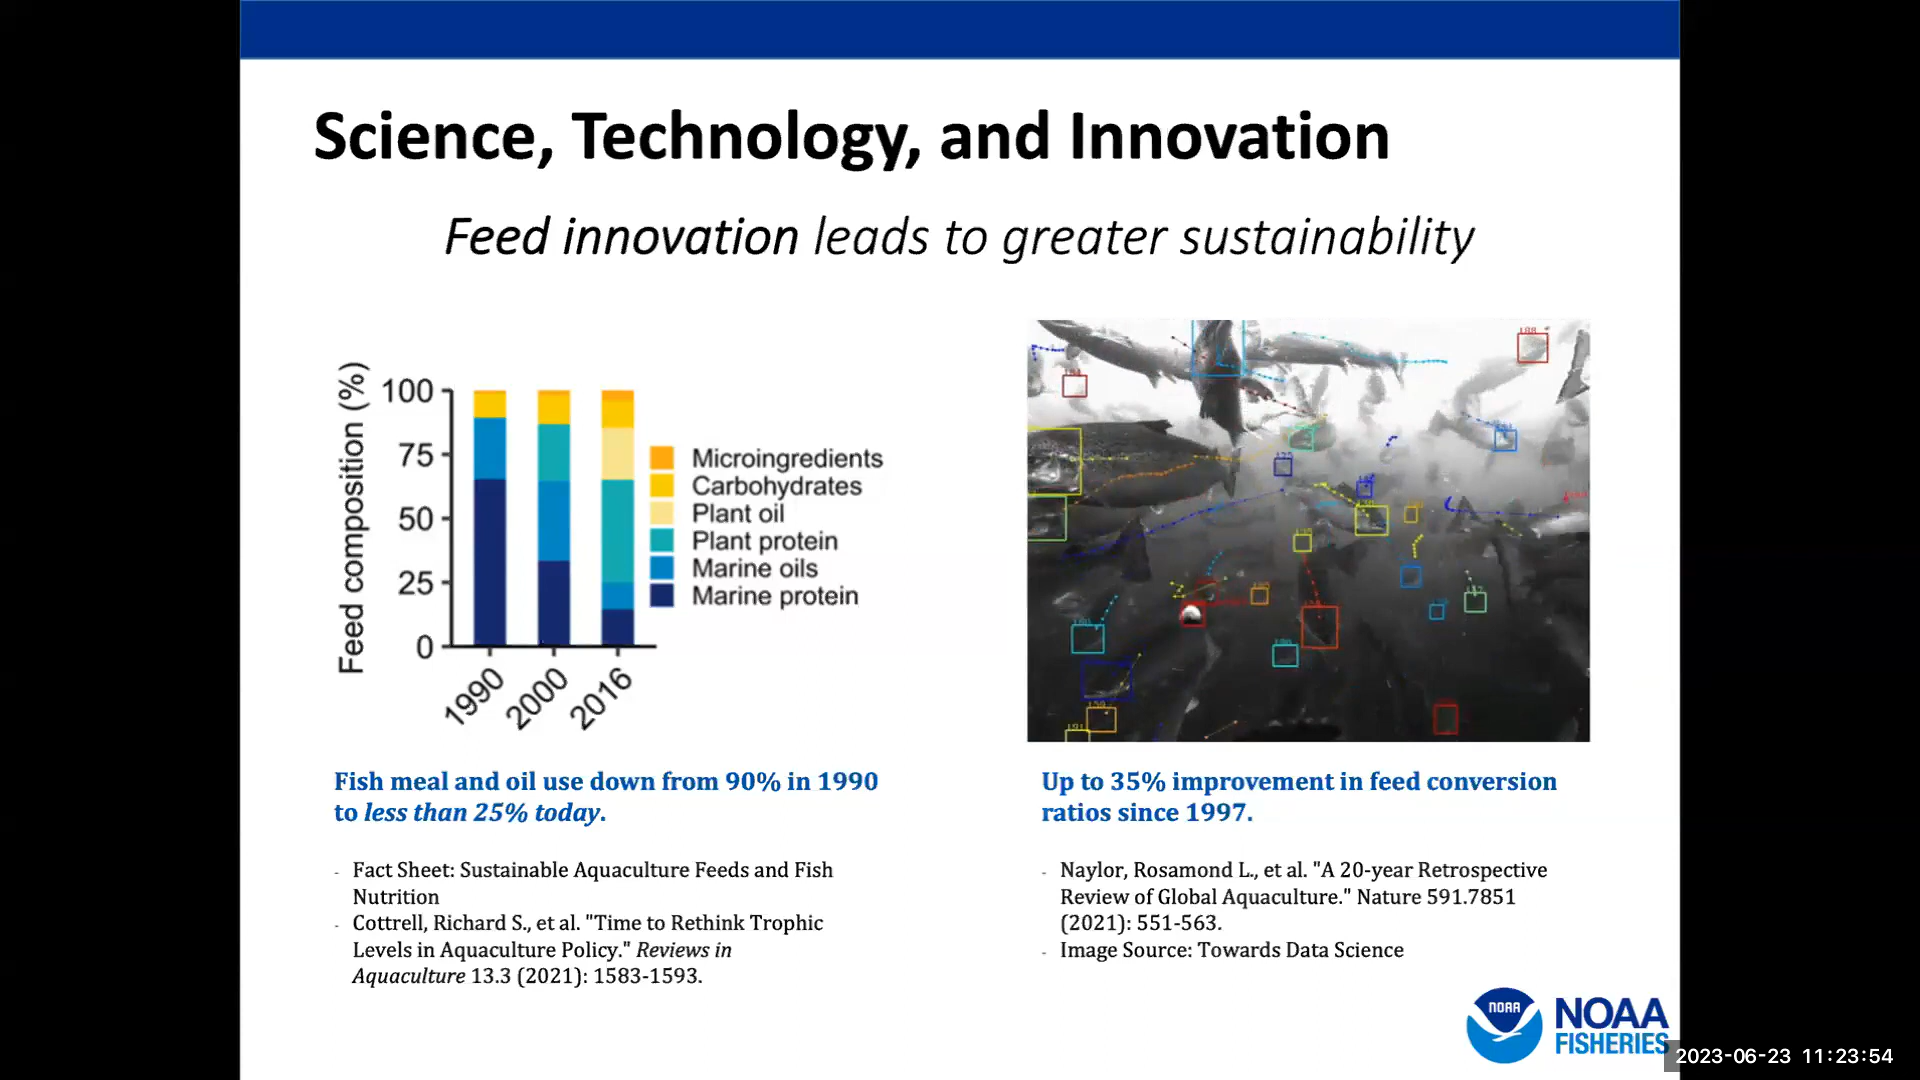 Science, Technology, and Innovation
Feed innovation leads to greater sustainability
Feed composition (%)
100
75
50
25
0
1990
2000
2016
Microingredients
Carbohydrates
Plant oil
Plant protein
Marine oils
Marine protein
Fish meal and oil use down from 90% in 1990
to less than 25% today.
- Fact Sheet: Sustainable Aquaculture Feeds and Fish
Nutrition
- Cottrell, Richard S., et al. "Time to Rethink Trophic
Levels in Aquaculture Policy." Reviews in
Aquaculture 13.3 (2021): 1583-1593.
Up to 35% improvement in feed conversion
ratios since 1997.
- Naylor, Rosamond L., et al. "A 20-year Retrospective
Review of Global Aquaculture." Nature 591.7851
(2021): 551-563.
- Image Source: Towards Data Science
NOAA
NOAA
FISHERIES
2023-06-23 11:23:54